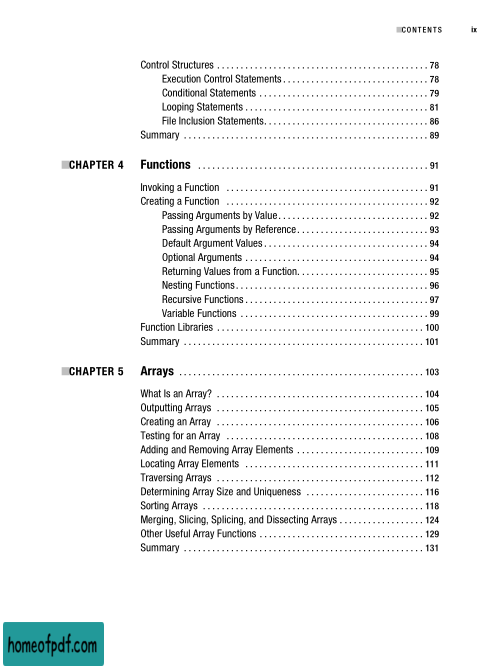 CONTENTS ix
Control Structures . . . . . . . . . . . . . . . . . . . . . . . . . . . . . . . . . . . . . . . . . . . . . 78
Execution Control Statements . . . . . . . . . . . . . . . . . . . . . . . . . . . . . . . 78
Conditional Statements . . . . . . . . . . . . . . . . . . . . . . . . . . . . . . . . . . . . 79
Looping Statements . . . . . . . . . . . . . . . . . . . . . . . . . . . . . . . . . . . . . . . 81
File Inclusion Statements. . . . . . . . . . . . . . . . . . . . . . . . . . . . . . . . . . . 86
Summary . . . . . . . . . . . . . . . . . . . . . . . . . . . . . . . . . . . . . . . . . . . . . . . . . . . . 89
CHAPTER 4 Functions . . . . . . . . . . . . . . . . . . . . . . . . . . . . . . . . . . . . . . . . . . . . . . . . . 91
Invoking a Function . . . . . . . . . . . . . . . . . . . . . . . . . . . . . . . . . . . . . . . . . . . 91
Creating a Function . . . . . . . . . . . . . . . . . . . . . . . . . . . . . . . . . . . . . . . . . . . 92
Passing Arguments by Value . . . . . . . . . . . . . . . . . . . . . . . . . . . . . . . . 92
Passing Arguments by Reference . . . . . . . . . . . . . . . . . . . . . . . . . . . . 93
Default Argument Values . . . . . . . . . . . . . . . . . . . . . . . . . . . . . . . . . . . 94
Optional Arguments . . . . . . . . . . . . . . . . . . . . . . . . . . . . . . . . . . . . . . . 94
Returning Values from a Function. . . . . . . . . . . . . . . . . . . . . . . . . . . . 95
Nesting Functions . . . . . . . . . . . . . . . . . . . . . . . . . . . . . . . . . . . . . . . . . 96
Recursive Functions . . . . . . . . . . . . . . . . . . . . . . . . . . . . . . . . . . . . . . . 97
Variable Functions . . . . . . . . . . . . . . . . . . . . . . . . . . . . . . . . . . . . . . . . 99
Function Libraries . . . . . . . . . . . . . . . . . . . . . . . . . . . . . . . . . . . . . . . . . . . . 100
Summary . . . . . . . . . . . . . . . . . . . . . . . . . . . . . . . . . . . . . . . . . . . . . . . . . . . 101
CHAPTER 5 Arrays . . . . . . . . . . . . . . . . . . . . . . . . . . . . . . . . . . . . . . . . . . . . . . . . . . . . 103
What Is an Array? . . . . . . . . . . . . . . . . . . . . . . . . . . . . . . . . . . . . . . . . . . . . 104
Outputting Arrays . . . . . . . . . . . . . . . . . . . . . . . . . . . . . . . . . . . . . . . . . . . . 105
Creating an Array . . . . . . . . . . . . . . . . . . . . . . . . . . . . . . . . . . . . . . . . . . . . 106
Testing for an Array . . . . . . . . . . . . . . . . . . . . . . . . . . . . . . . . . . . . . . . . . . 108
Adding and Removing Array Elements . . . . . . . . . . . . . . . . . . . . . . . . . . . 109
Locating Array Elements . . . . . . . . . . . . . . . . . . . . . . . . . . . . . . . . . . . . . . 111
Traversing Arrays . . . . . . . . . . . . . . . . . . . . . . . . . . . . . . . . . . . . . . . . . . . . 112
Determining Array Size and Uniqueness . . . . . . . . . . . . . . . . . . . . . . . . . 116
Sorting Arrays . . . . . . . . . . . . . . . . . . . . . . . . . . . . . . . . . . . . . . . . . . . . . . . 118
Merging, Slicing, Splicing, and Dissecting Arrays . . . . . . . . . . . . . . . . . . 124
Other Useful Array Functions . . . . . . . . . . . . . . . . . . . . . . . . . . . . . . . . . . . 129
Summary . . . . . . . . . . . . . . . . . . . . . . . . . . . . . . . . . . . . . . . . . . . . . . . . . . . 131
homeofpdf.com